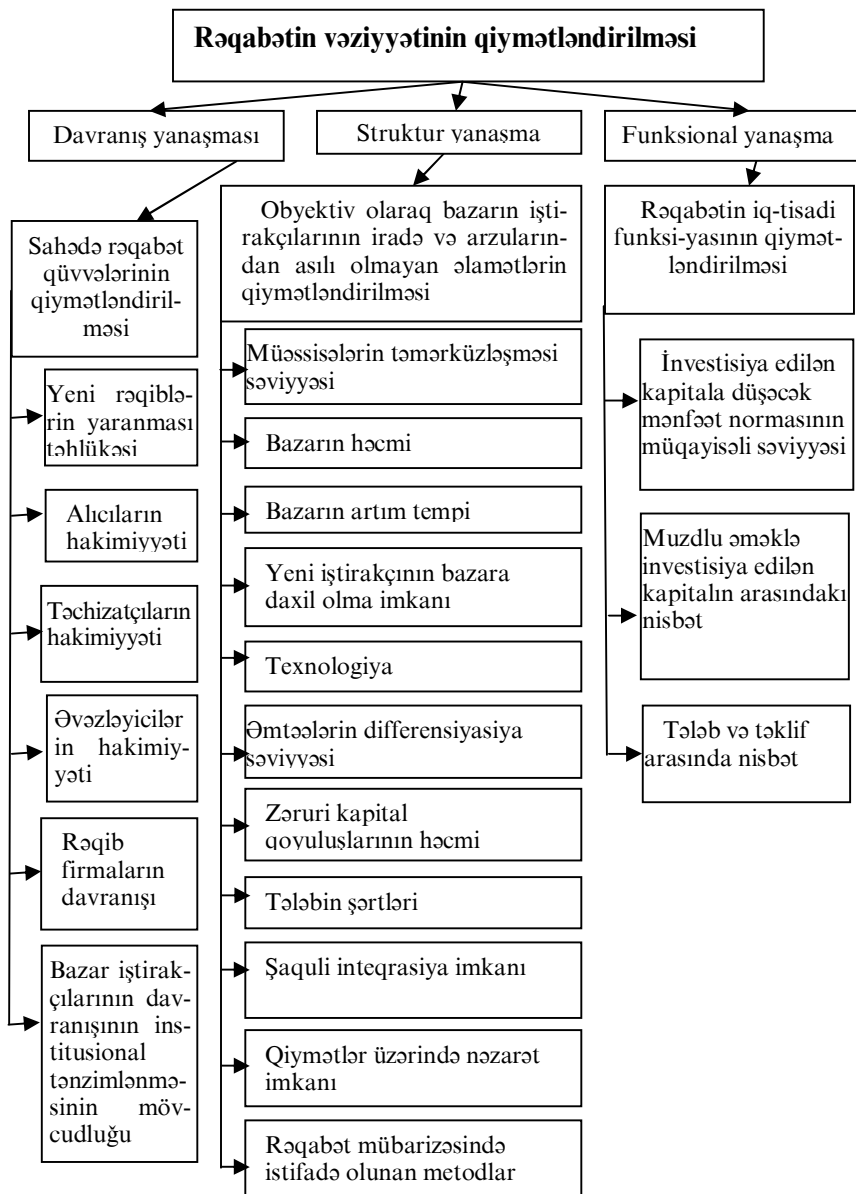 Rəqabətin vəziyyətinin qiymətləndirilməsi
Davranış yanaşması
Struktur yanaşma
Funksional yanaşma
Sahədə rəqabət
qüvvələrinin
qiymətləndiril-
məsi
Yeni rəqiblə-
rin yaranması
təhlükəsi
Alıcıların
hakimiyyəti
Təchizatçıların
hakimiyyəti
Əvəzləyicilər
in hakimiy-
yəti
Rəqib
firmaların
davranışı
Bazar iştirak-
çılarının dav-
ranışının ins-
titusional
tənzimlənmə-
sinin möv-
cudluğu
Obyektiv olaraq bazarın işti-
rakçılarının iradə və arzuların-
dan asılı olmayan əlamətlərin
qiymətləndirilməsi
Müəssisələrin təmərküzləşməsi
səviyyəsi
Bazarın həcmi
Bazarın artım tempi
Yeni iştirakçının bazara
daxil olma imkanı
Texnologiya
Əmtəələrin differensiyasiya
səviyyəsi
Zəruri kapital
qoyuluşlarının həcmi
Tələbin şərtləri
Şaquli inteqrasiya imkanı
Qiymətlər üzərində nəzarət
imkanı
Rəqabət mübarizəsində
istifadə olunan metodlar
Rəqabətin iq-tisadi
funksi-yasının qiymət-
ləndirilməsi
İnvestisiya edilən
kapitala düşəcək
mənfəət normasının
müqayisəli səviyyəsi
Muzdlu əməklə
investisiya edilən
kapitalın arasındakı
nisbət
Tələb və təklif
arasında nisbət